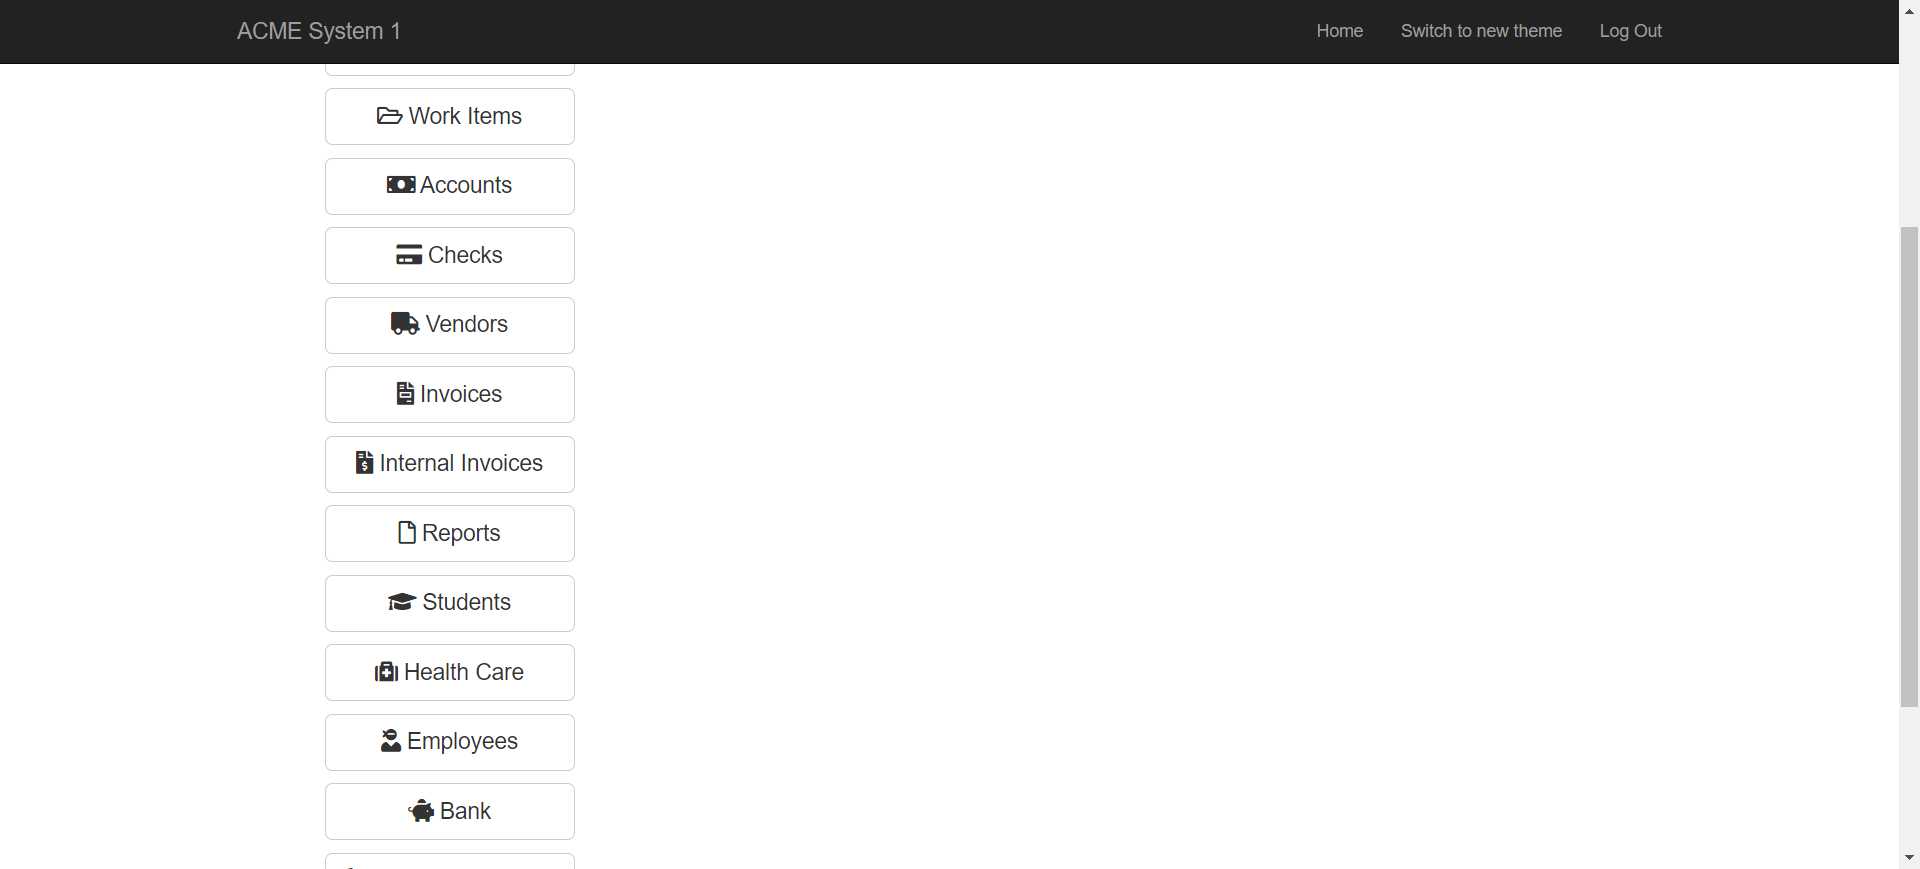 ACME System 1
Home
Switch to new theme
Log Out
Work Items
Accounts
Checks
Vendors
Invoices
Internal Invoices
Reports
Students
Health Care
Employees
Bank